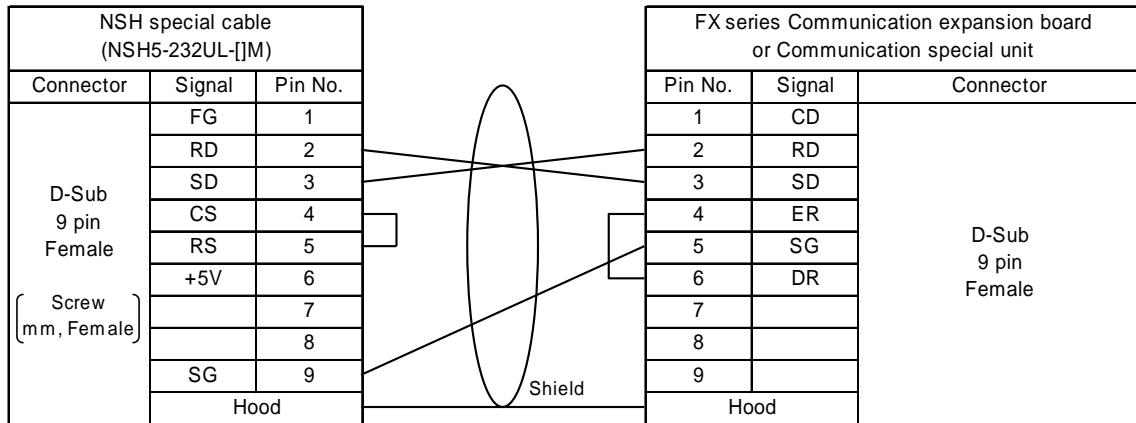 NSH special cable
(NSH5-232UL-[]M)
FX series Communication expansion board
or Communication special unit
Connector Signal Pin No.
Pin No. Signal Connector
FG 1
1 CD
RD 2
2 RD
SD 3
3 SD
CS 4
4 ER
RS 5
5 SG
+5V 6
6 DR
7
7
8
8
SG 9
9
D-Sub
9 pin
Female
Screw
mm, Female
D-Sub
9 pin
Female
Shield
Hood
Hood